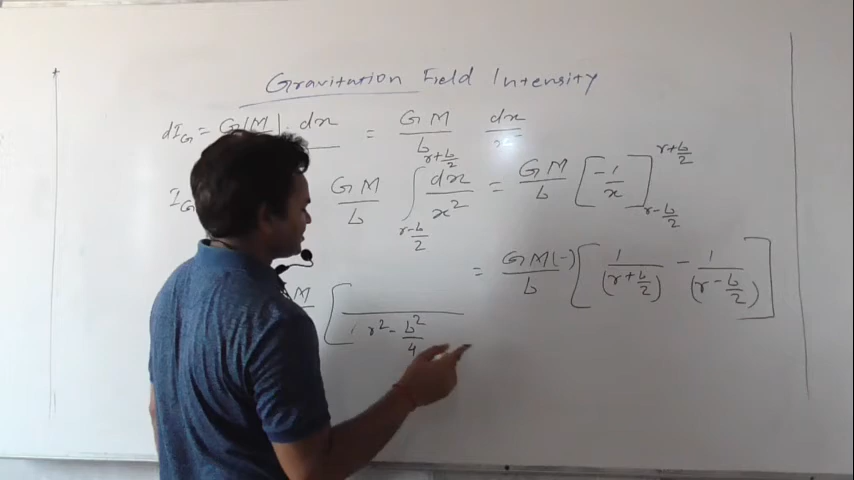 Gravitation Field Intensity
dI_G = G(M) dx = GM/L dx/x²
I_G GM/L ∫_{r-L/2}^{r+L/2} dx/x² = GM/L [-1/x]_{r-L/2}^{r+L/2}
= GM(-)/L [1/(r+L/2) - 1/(r-L/2)]
M [ / r² - L²/4